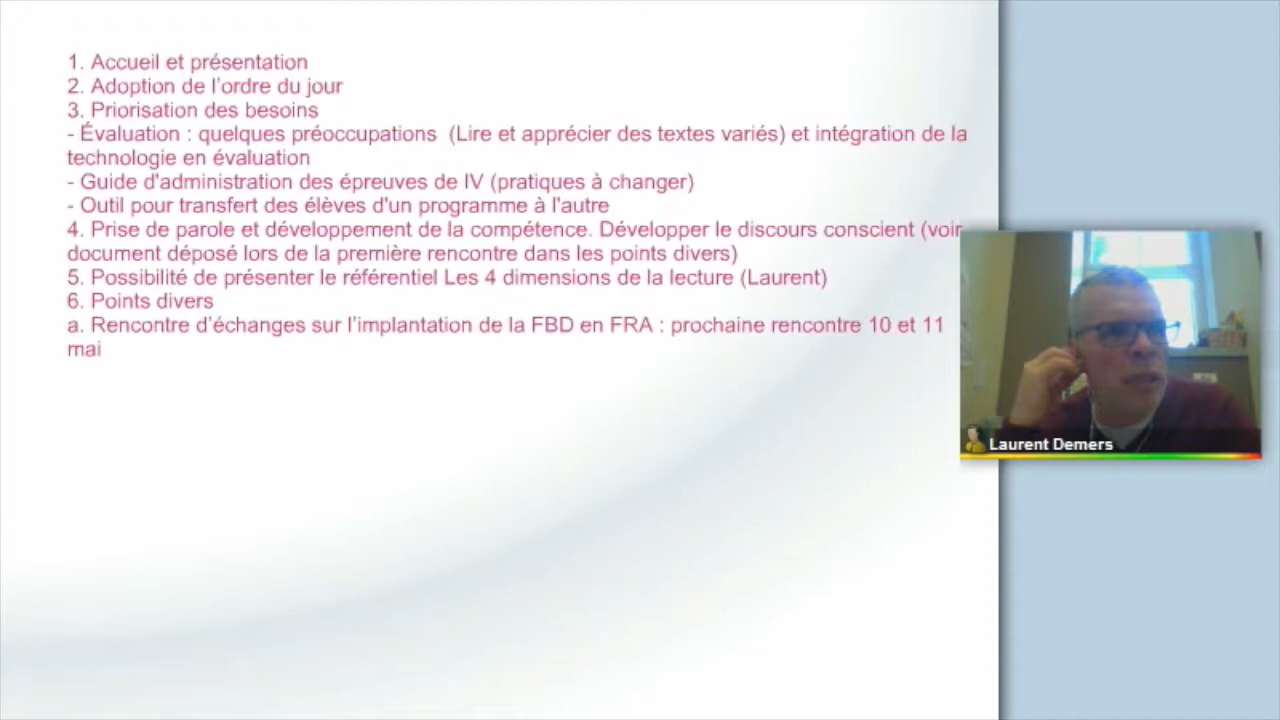 1. Accueil et présentation
2. Adoption de l’ordre du jour
3. Priorisation des besoins
- Évaluation : quelques préoccupations (Lire et apprécier des textes variés) et intégration de la
technologie en évaluation
- Guide d'administration des épreuves de IV (pratiques à changer)
- Outil pour transfert des élèves d'un programme à l'autre
4. Prise de parole et développement de la compétence. Développer le discours conscient (voir
document déposé lors de la première rencontre dans les points divers)
5. Possibilité de présenter le référentiel Les 4 dimensions de la lecture (Laurent)
6. Points divers
a. Rencontre d’échanges sur l’implantation de la FBD en FRA : prochaine rencontre 10 et 11
mai
Laurent Demers